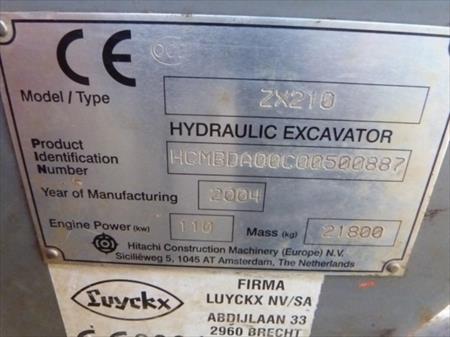 CE
Model / Type ZX210
HYDRAULIC EXCAVATOR
Product
Identification
Number HCMBDA00C00500887
Year of Manufacturing 2004
Engine Power (kw) 110 Mass (kg) 21800
Hitachi Construction Machinery (Europe) N.V.
Siciliëweg 5, 1045 AT Amsterdam, The Netherlands
Luyckx
FIRMA
LUYCKX NV/SA
ABDIJLAAN 33
2960 BRECHT